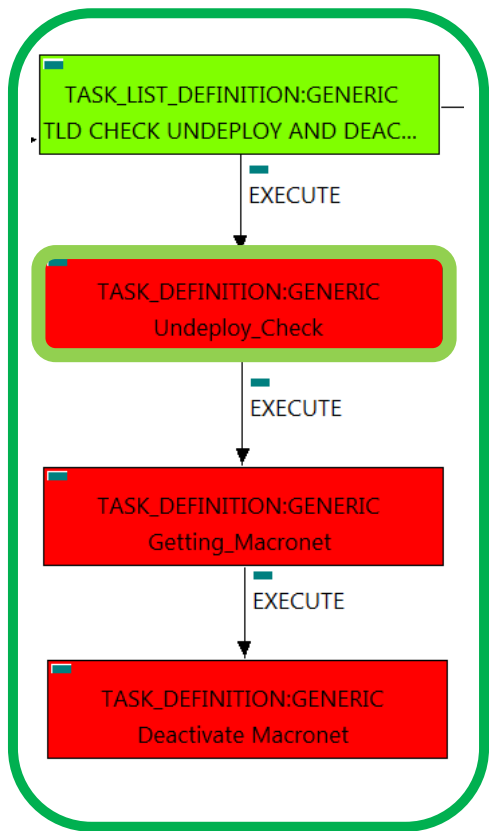 TASK_LIST_DEFINITION:GENERIC
TLD CHECK UNDEPLOY AND DEAC...
EXECUTE
TASK_DEFINITION:GENERIC
Undeploy_Check
EXECUTE
TASK_DEFINITION:GENERIC
Getting_Macronet
EXECUTE
TASK_DEFINITION:GENERIC
Deactivate Macronet